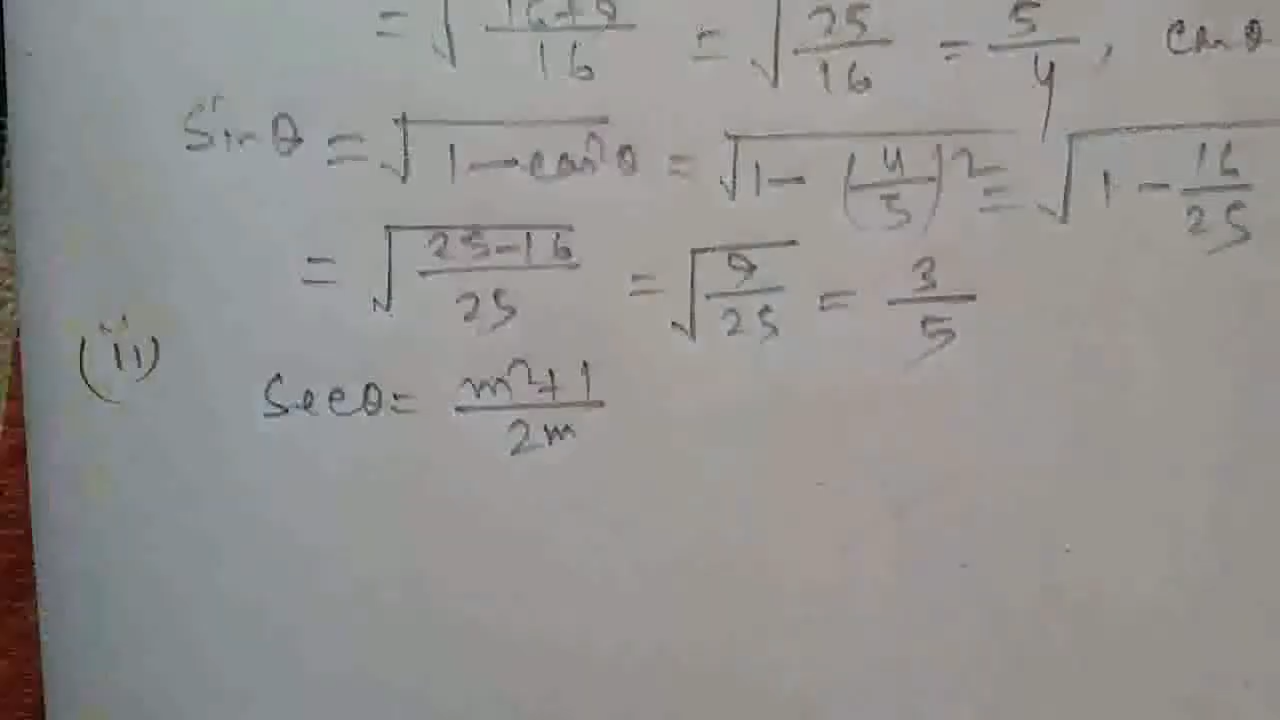 = √(16+9)/16 = √25/16 = 5/4, cos θ
Sin θ = √1 - cos²θ = √1 - (4/5)² = √1 - 16/25
= √(25-16)/25 = √9/25 = 3/5
(ii) Sec θ = (m²+1)/2m